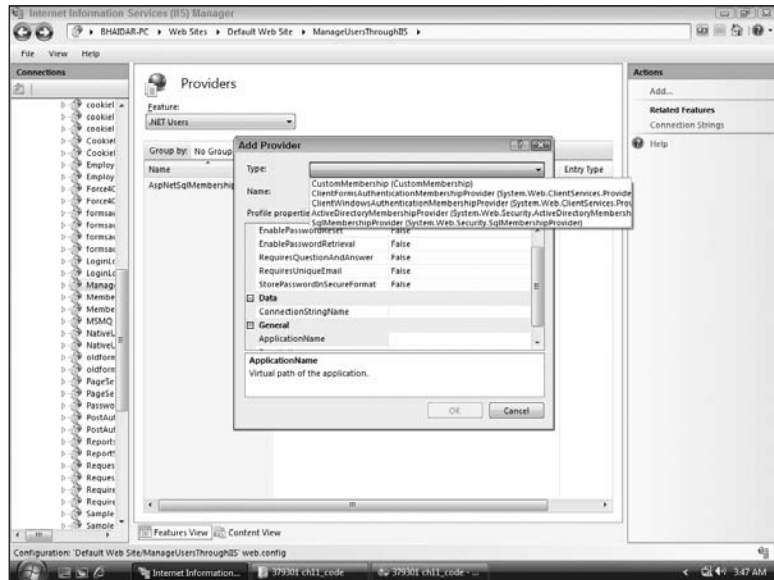 Internet Information Services (IIS) Manager
BHAIDAR-PC Web Sites Default Web Site ManageUsersThroughIIS
File View Help
Connections
cookiel
cookiel
cookiel
Cookiel
Cookiel
Employ
Employ
Force4C
Force4C
formsau
formsau
formsau
formsau
LoginLo
LoginLo
Manage
Membe
Membe
MSMQ
NativeL
NativeL
oldform
oldform
PageSe
PageSe
Passwo
PostAut
PostAut
Reports
Reports
Reques
Reques
Require
Require
Sample
Sample
Providers
Feature:
.NET Users
Group by: No Group
Name
Entry Type
AspNetSqlMembership
Add Provider
Type:
CustomMembership (CustomMembership)
ClientFormsAuthenticationMembershipProvider (System.Web.ClientServices.Provide
ClientWindowsAuthenticationMembershipProvider (System.Web.ClientServices.Prov
ActiveDirectoryMembershipProvider (System.Web.Security.ActiveDirectoryMembersh
SqlMembershipProvider (System.Web.Security.SqlMembershipProvider)
Name:
Profile propertie
EnablePasswordReset False
EnablePasswordRetrieval False
RequiresQuestionAndAnswer False
RequiresUniqueEmail False
StorePasswordInSecureFormat False
Data
ConnectionStringName
General
ApplicationName
ApplicationName
Virtual path of the application.
OK Cancel
Features View Content View
Actions
Add...
Related Features
Connection Strings
Help
Configuration: 'Default Web Site/ManageUsersThroughIIS' web.config
Internet Information... 379301 ch11_code 379301 ch11_code - ... 3:47 AM